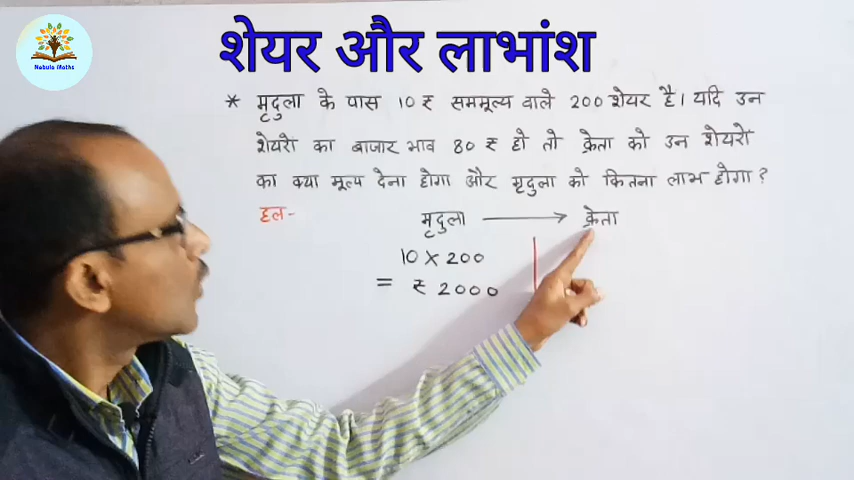 शेयर और लाभांश
Nebula Maths
* मृदुला के पास 10 ₹ सममूल्य वाले 200 शेयर है। यदि उन
शेयरों का बाजार भाव 80 ₹ हो तो क्रेता को उन शेयरों
का क्या मूल्य देना होगा और मृदुला को कितना लाभ होगा ?
हल-
मृदुला → क्रेता
10 × 200
= ₹ 2000